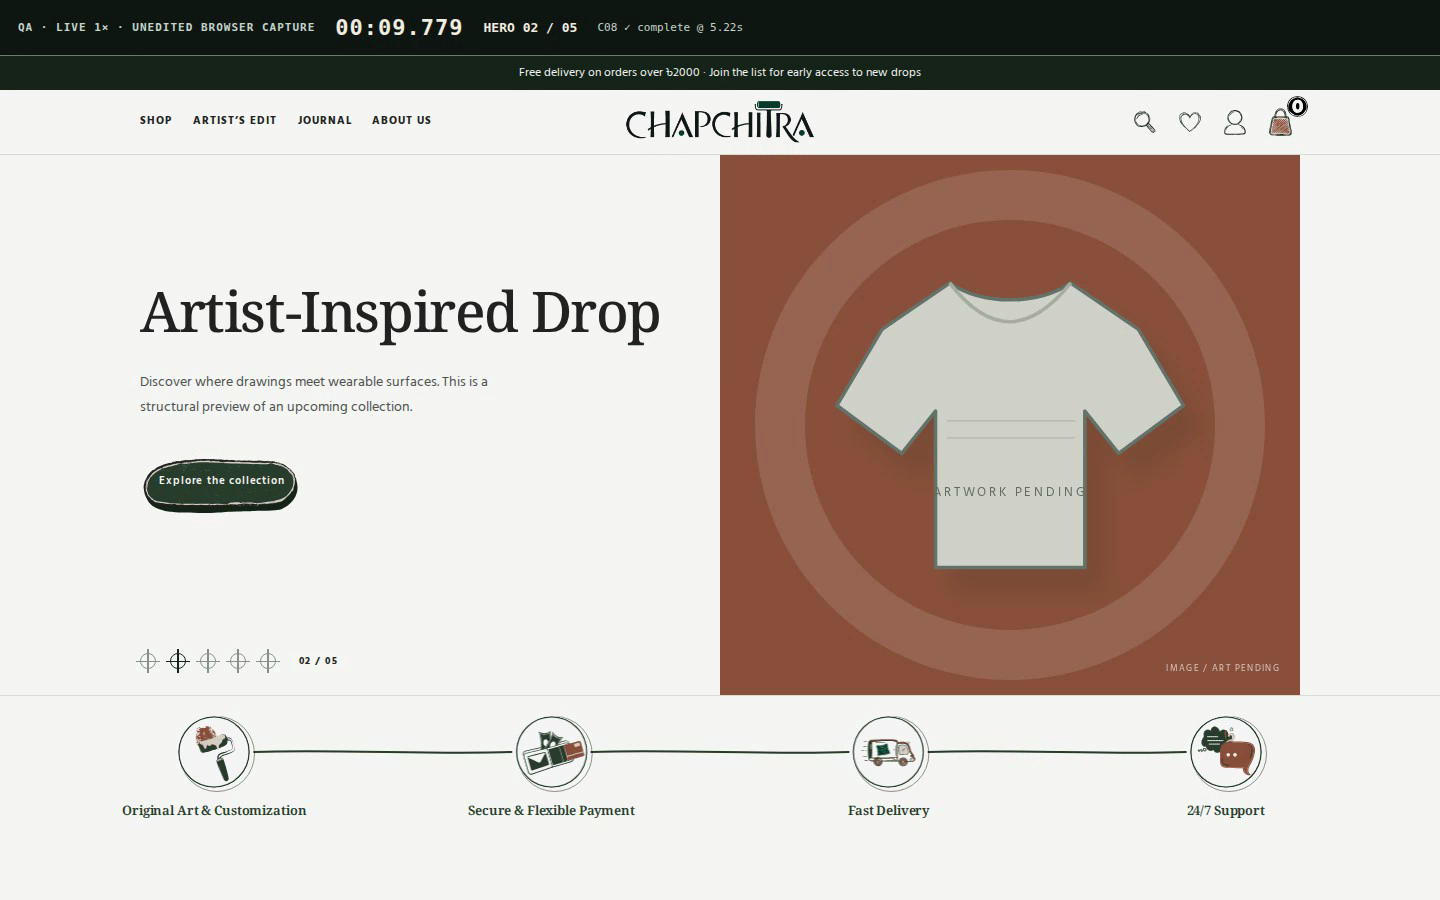 QA · LIVE 1× · UNEDITED BROWSER CAPTURE 00:09.779 HERO 02 / 05 C08 ✓ complete @ 5.22s
Free delivery on orders over ৳2000 · Join the list for early access to new drops
SHOP ARTIST’S EDIT JOURNAL ABOUT US CHAPCHITRA 0
Artist-Inspired Drop
Discover where drawings meet wearable surfaces. This is a
structural preview of an upcoming collection.
Explore the collection
ARTWORK PENDING
02 / 05
IMAGE / ART PENDING
Original Art & Customization Secure & Flexible Payment Fast Delivery 24/7 Support